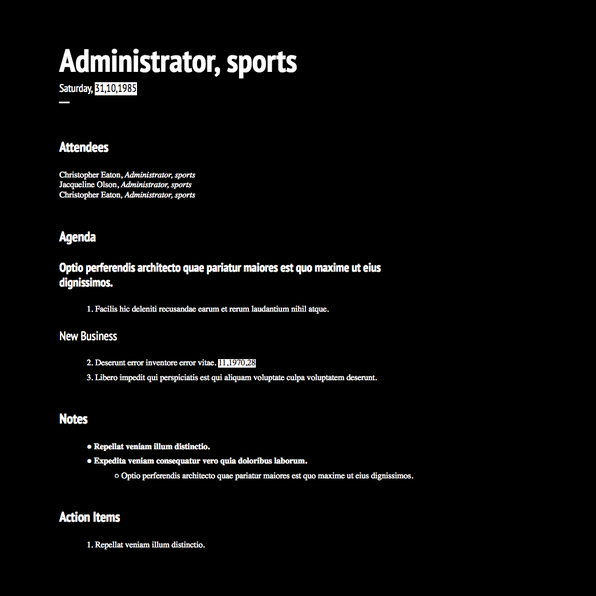 Administrator, sports
Saturday, 31,10,1985
Attendees
Christopher Eaton, Administrator, sports
Jacqueline Olson, Administrator, sports
Christopher Eaton, Administrator, sports
Agenda
Optio perferendis architecto quae pariatur maiores est quo maxime ut eius
dignissimos.
1. Facilis hic deleniti recusandae earum et rerum laudantium nihil atque.
New Business
2. Deserunt error inventore error vitae. 11,1970,28
3. Libero impedit qui perspiciatis est qui aliquam voluptate culpa voluptatem deserunt.
Notes
● Repellat veniam illum distinctio.
● Expedita veniam consequatur vero quia doloribus laborum.
○ Optio perferendis architecto quae pariatur maiores est quo maxime ut eius dignissimos.
Action Items
1. Repellat veniam illum distinctio.